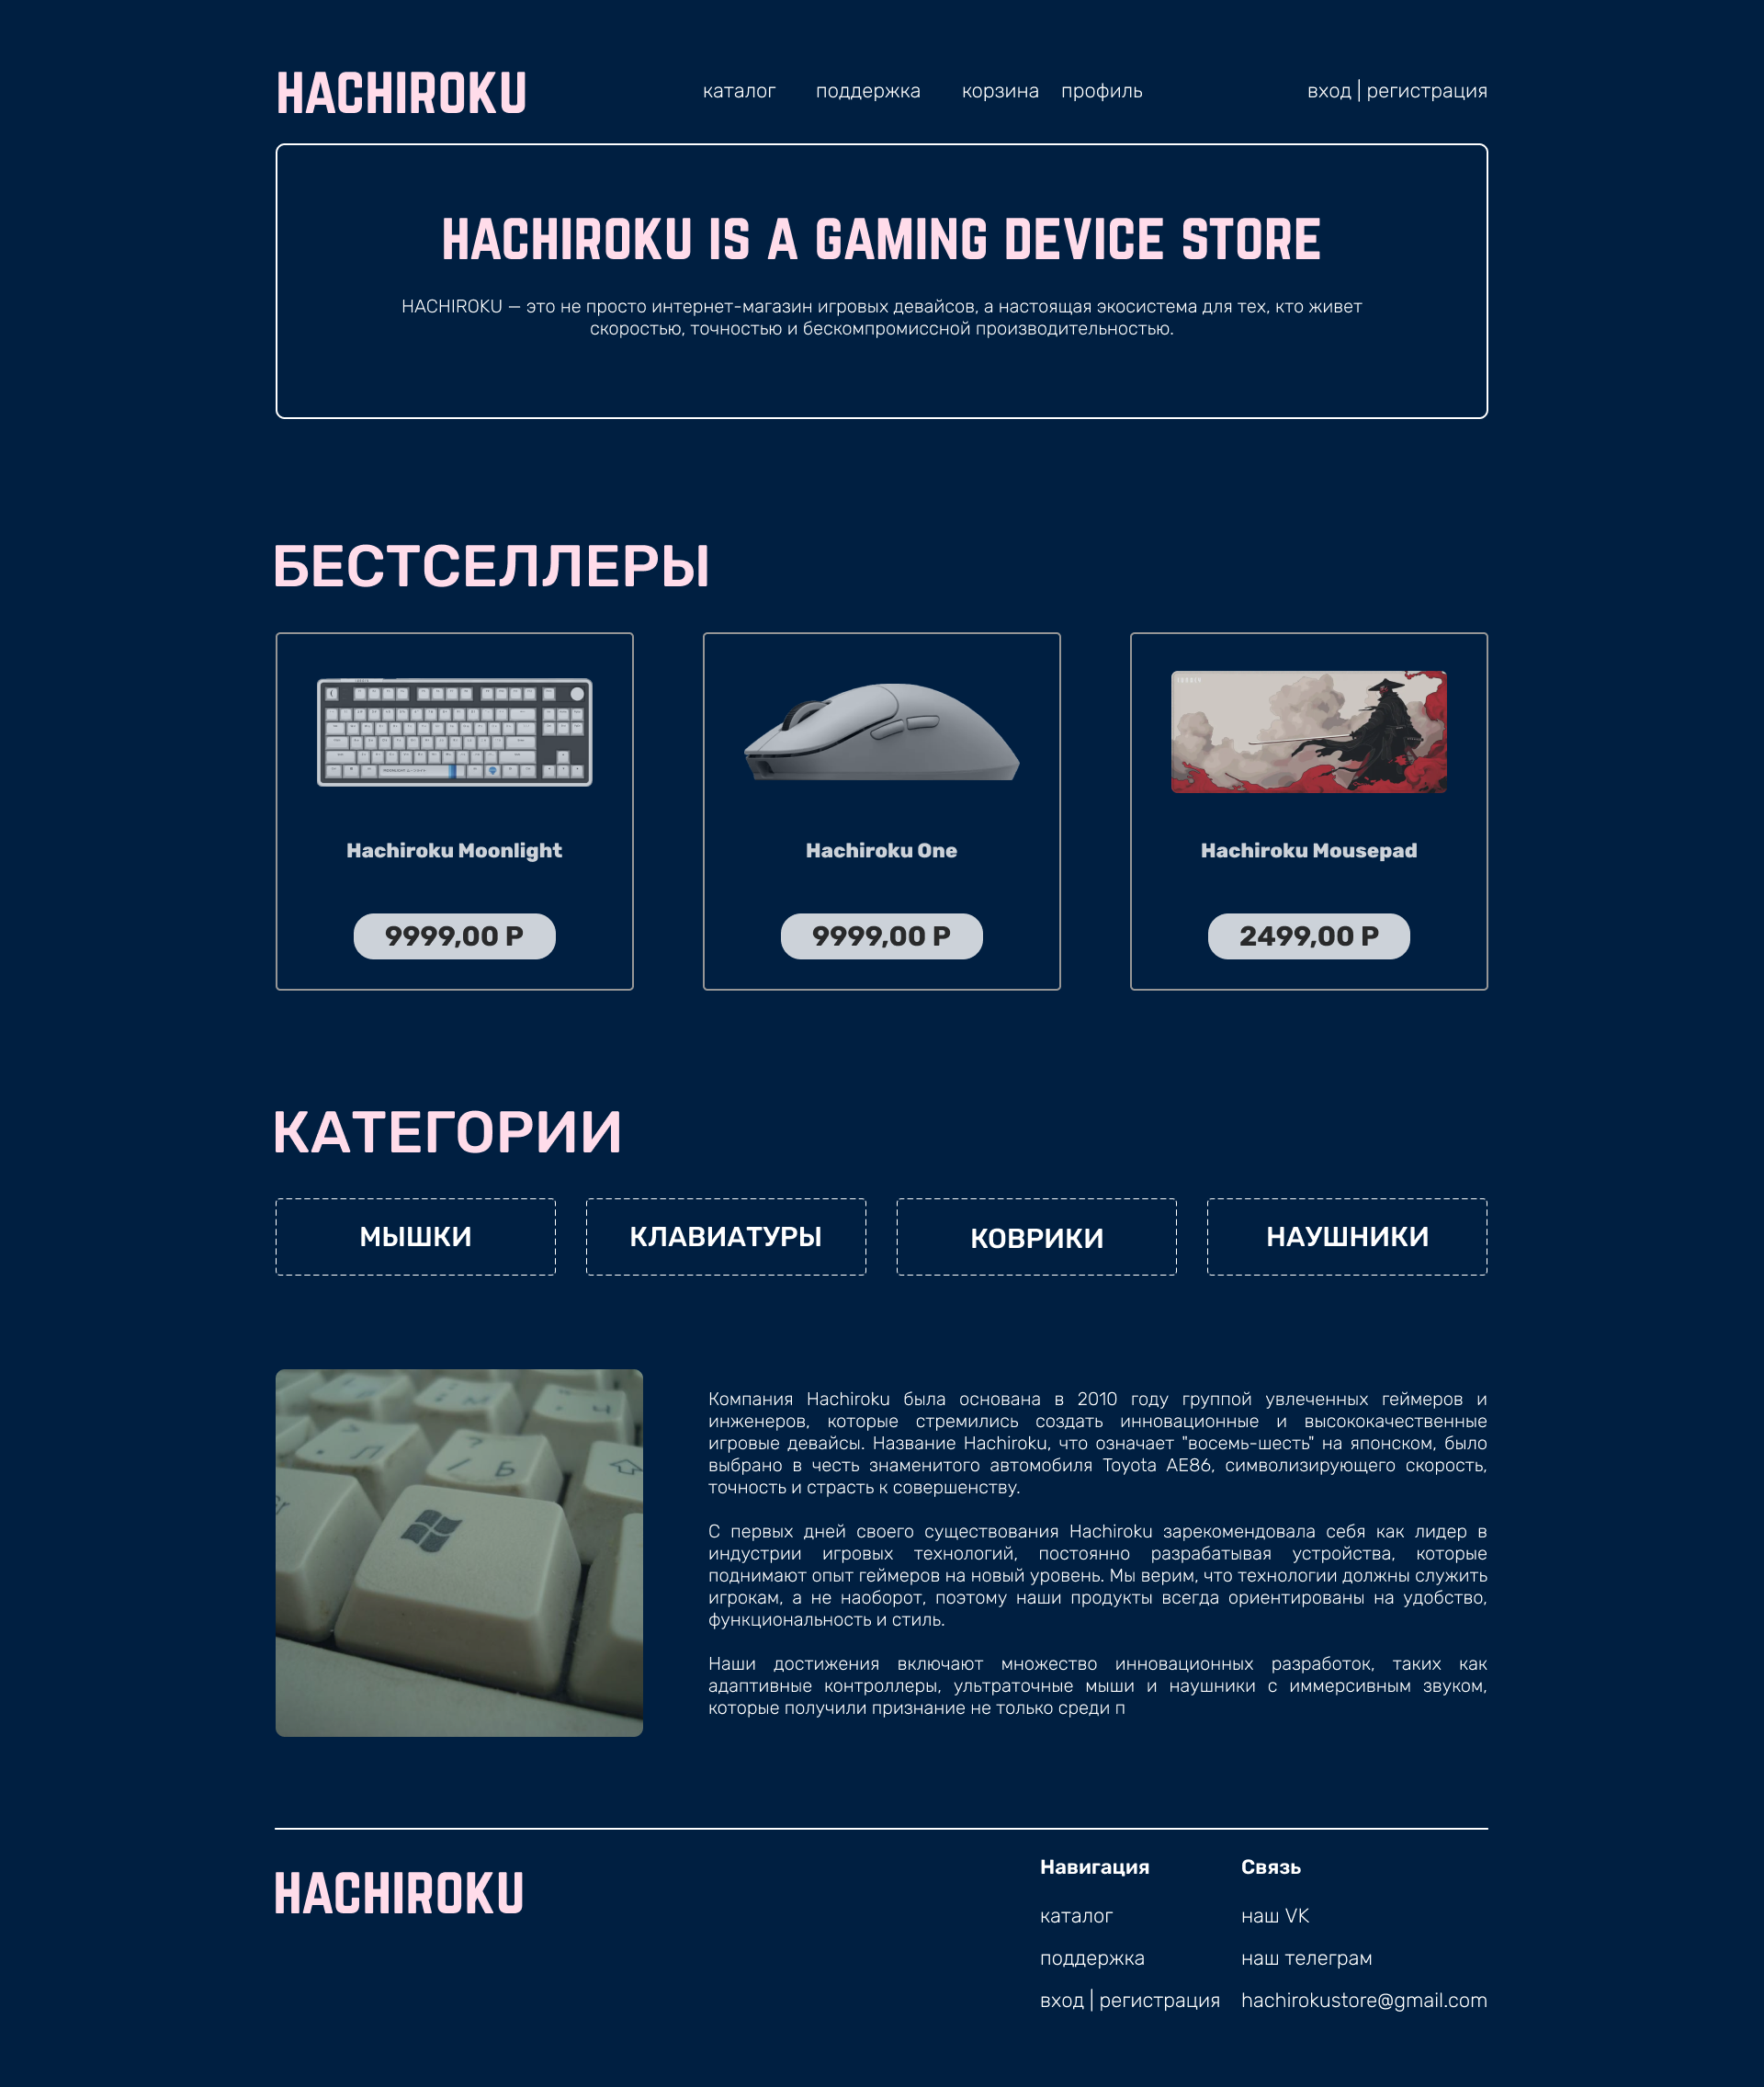 HACHIROKU
каталог поддержка корзина профиль вход | регистрация
HACHIROKU IS A GAMING DEVICE STORE
HACHIROKU — это не просто интернет-магазин игровых девайсов, а настоящая экосистема для тех, кто живет
скоростью, точностью и бескомпромиссной производительностью.
БЕСТСЕЛЛЕРЫ
Hachiroku Moonlight
9999,00 Р
Hachiroku One
9999,00 Р
Hachiroku Mousepad
2499,00 Р
КАТЕГОРИИ
МЫШКИ
КЛАВИАТУРЫ
КОВРИКИ
НАУШНИКИ
Компания Hachiroku была основана в 2010 году группой увлеченных геймеров и
инженеров, которые стремились создать инновационные и высококачественные
игровые девайсы. Название Hachiroku, что означает "восемь-шесть" на японском, было
выбрано в честь знаменитого автомобиля Toyota AE86, символизирующего скорость,
точность и страсть к совершенству.
С первых дней своего существования Hachiroku зарекомендовала себя как лидер в
индустрии игровых технологий, постоянно разрабатывая устройства, которые
поднимают опыт геймеров на новый уровень. Мы верим, что технологии должны служить
игрокам, а не наоборот, поэтому наши продукты всегда ориентированы на удобство,
функциональность и стиль.
Наши достижения включают множество инновационных разработок, таких как
адаптивные контроллеры, ультраточные мыши и наушники с иммерсивным звуком,
которые получили признание не только среди п
HACHIROKU
Навигация
каталог
поддержка
вход | регистрация
Связь
наш VK
наш телеграм
hachirokustore@gmail.com